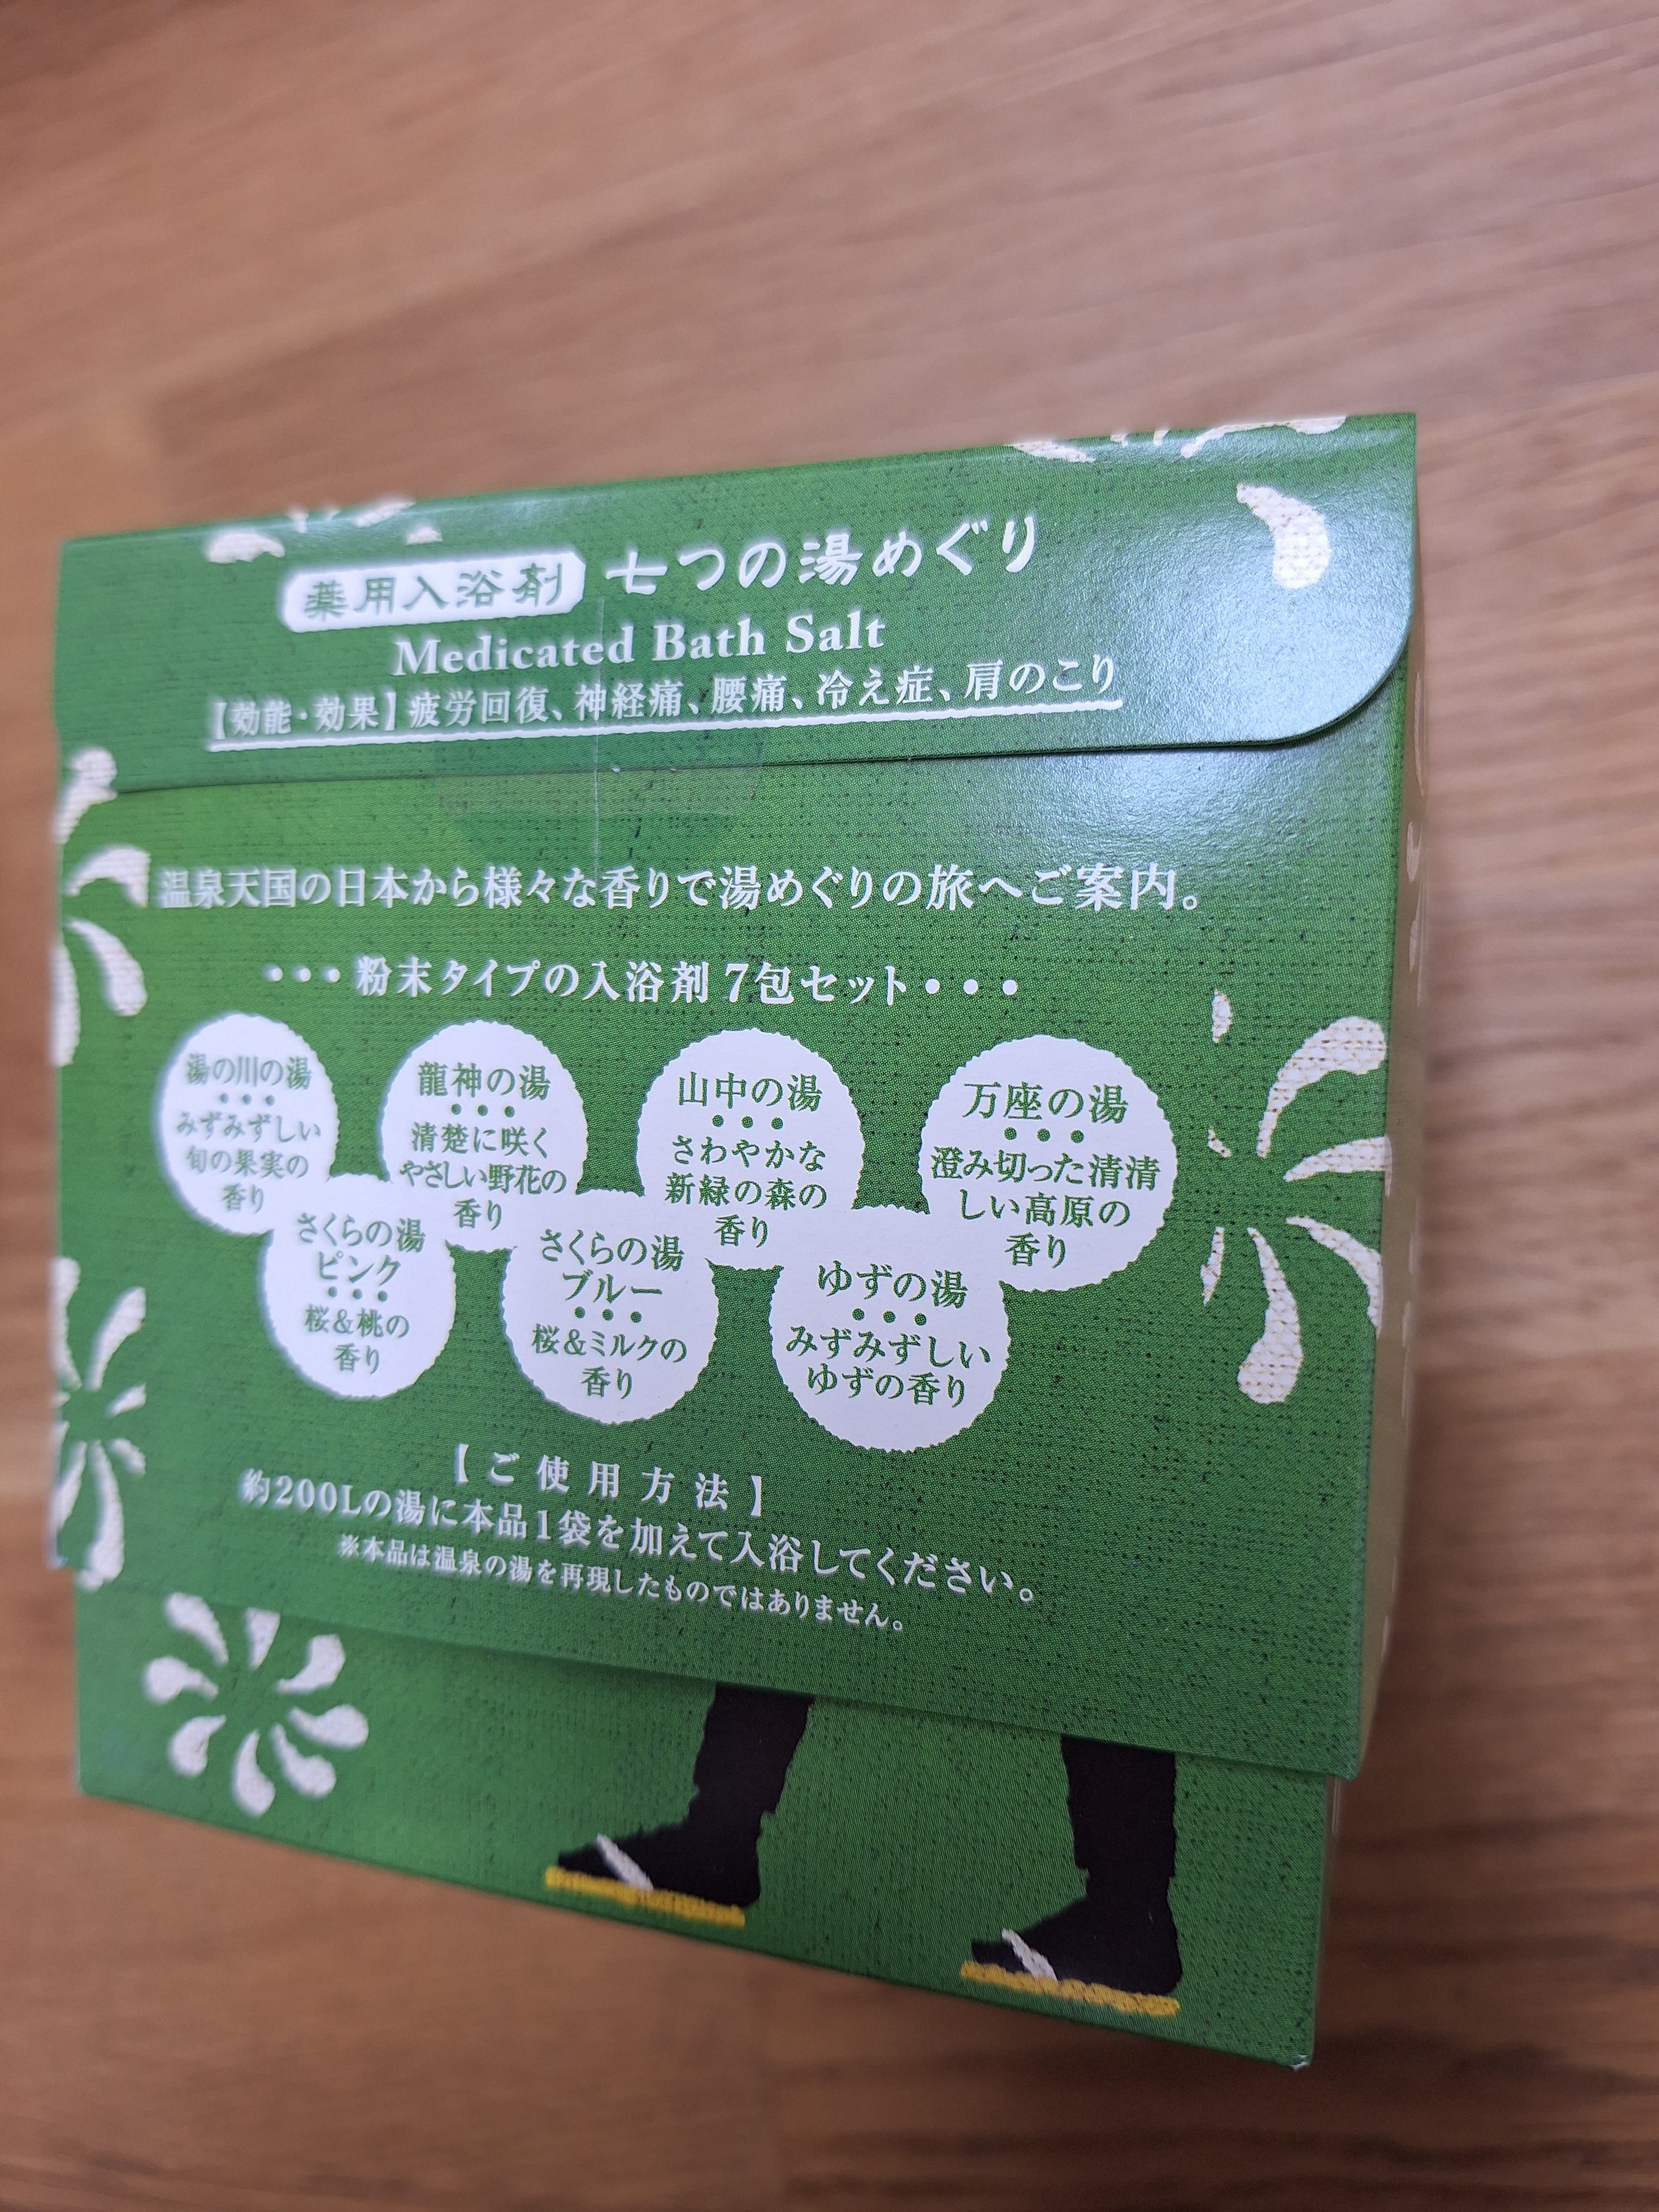 薬用入浴剤 七つの湯めぐり
Medicated Bath Salt
【効能・効果】疲労回復、神経痛、腰痛、冷え症、肩のこり
温泉天国の日本から様々な香りで湯めぐりの旅へご案内。
・・・粉末タイプの入浴剤 7包セット・・・
湯の川の湯
・・・
みずみずしい
旬の果実の
香り
龍神の湯
・・・
清楚に咲く
やさしい野花の
香り
山中の湯
・・・
さわやかな
新緑の森の
香り
万座の湯
・・・
澄み切った清清
しい高原の
香り
さくらの湯
ピンク
・・・
桜&桃の
香り
さくらの湯
ブルー
・・・
桜&ミルクの
香り
ゆずの湯
・・・
みずみずしい
ゆずの香り
【ご使用方法】
約200Lの湯に本品1袋を加えて入浴してください。
※本品は温泉の湯を再現したものではありません。